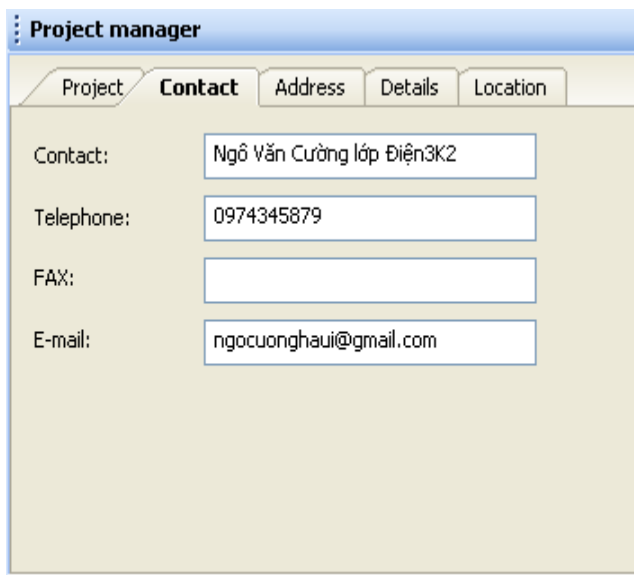 Project manager
Project Contact Address Details Location
Contact: Ngô Văn Cường lớp Điện3K2
Telephone: 0974345879
FAX:
E-mail: ngocuonghaui@gmail.com